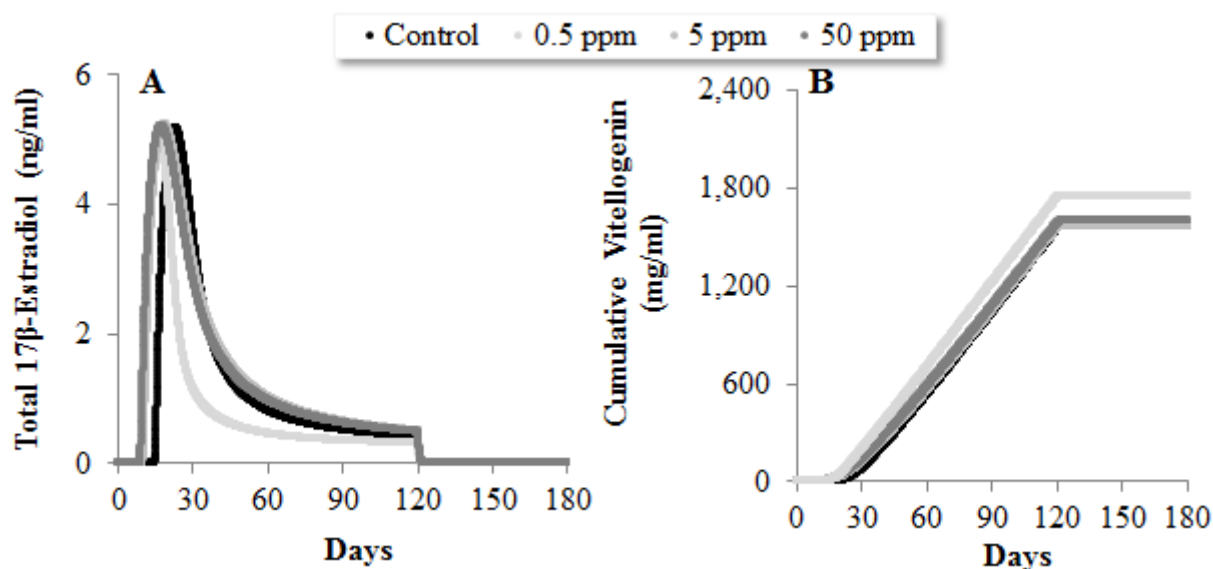 • Control • 0.5 ppm • 5 ppm • 50 ppm
A
Total 17β-Estradiol (ng/ml)
6
4
2
0
0 30 60 90 120 150 180
Days
B
Cumulative Vitellogenin
(mg/ml)
2,400
1,800
1,200
600
0
0 30 60 90 120 150 180
Days